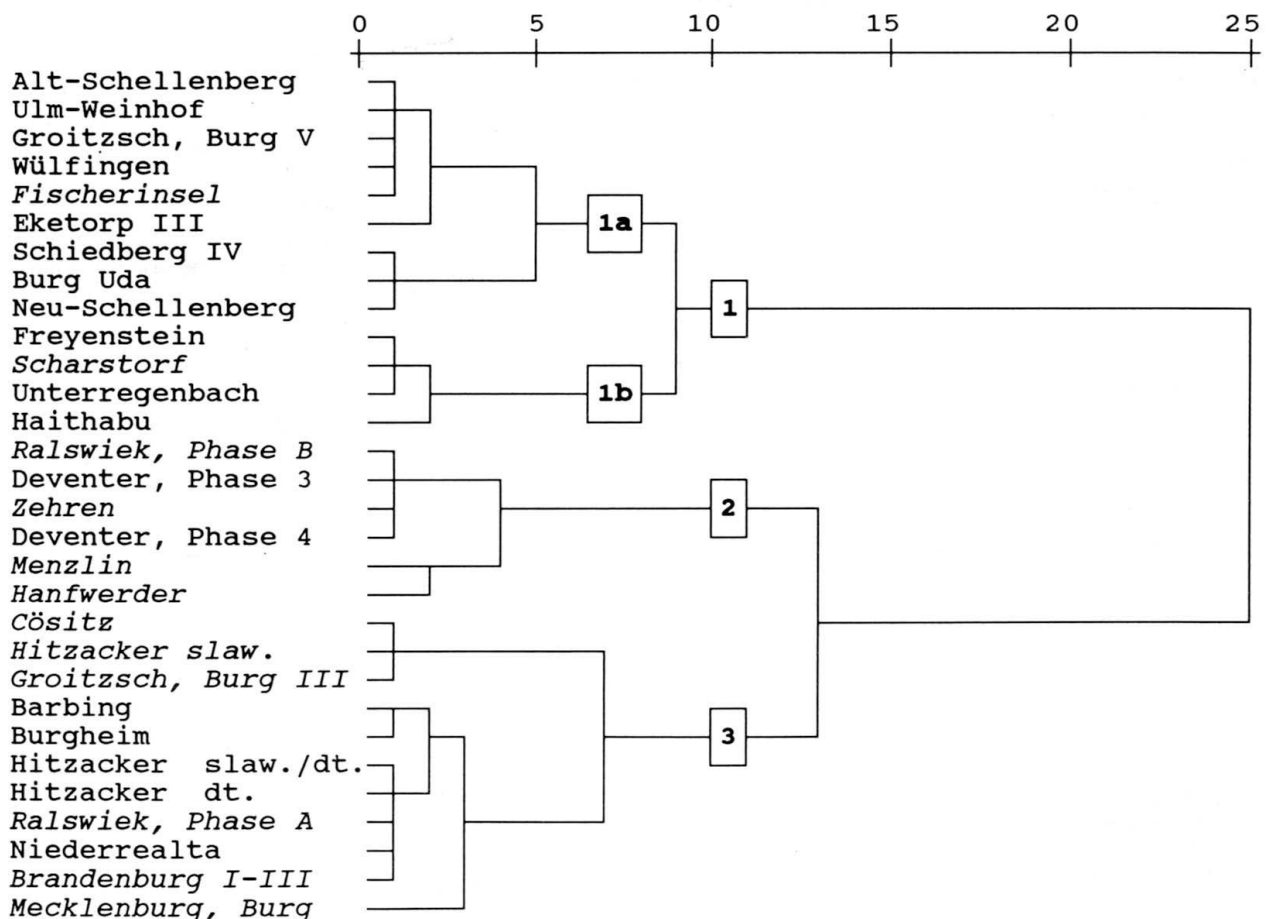 0 5 10 15 20 25
Alt-Schellenberg
Ulm-Weinhof
Groitzsch, Burg V
Wülfingen
Fischerinsel
Eketorp III
1a
Schiedberg IV
Burg Uda
Neu-Schellenberg
1
Freyenstein
Scharstorf
Unterregenbach
1b
Haithabu
Ralswiek, Phase B
Deventer, Phase 3
Zehren
2
Deventer, Phase 4
Menzlin
Hanfwerder
Cösitz
Hitzacker slaw.
Groitzsch, Burg III
Barbing
Burgheim
3
Hitzacker slaw./dt.
Hitzacker dt.
Ralswiek, Phase A
Niederrealta
Brandenburg I-III
Mecklenburg, Burg